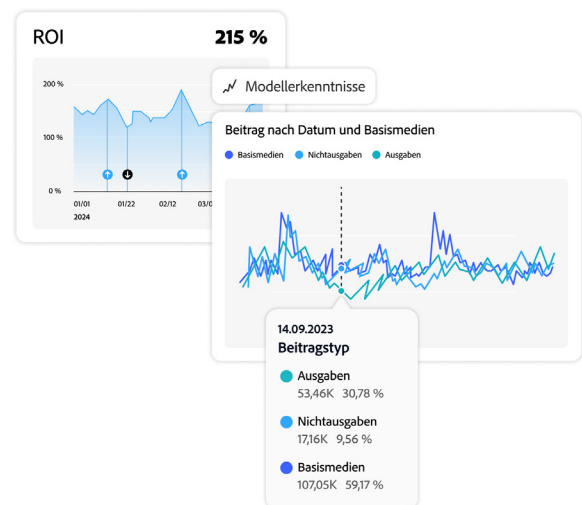 ROI
215 %
200 %
100 %
0 %
01/01
01/22
02/12
2024
Modellerkenntnisse
Beitrag nach Datum und Basismedien
Basismedien
Nichtausgaben
Ausgaben
14.09.2023
Beitragstyp
Ausgaben
53,46K 30,78 %
Nichtausgaben
17,16K 9,56 %
Basismedien
107,05K 59,17 %